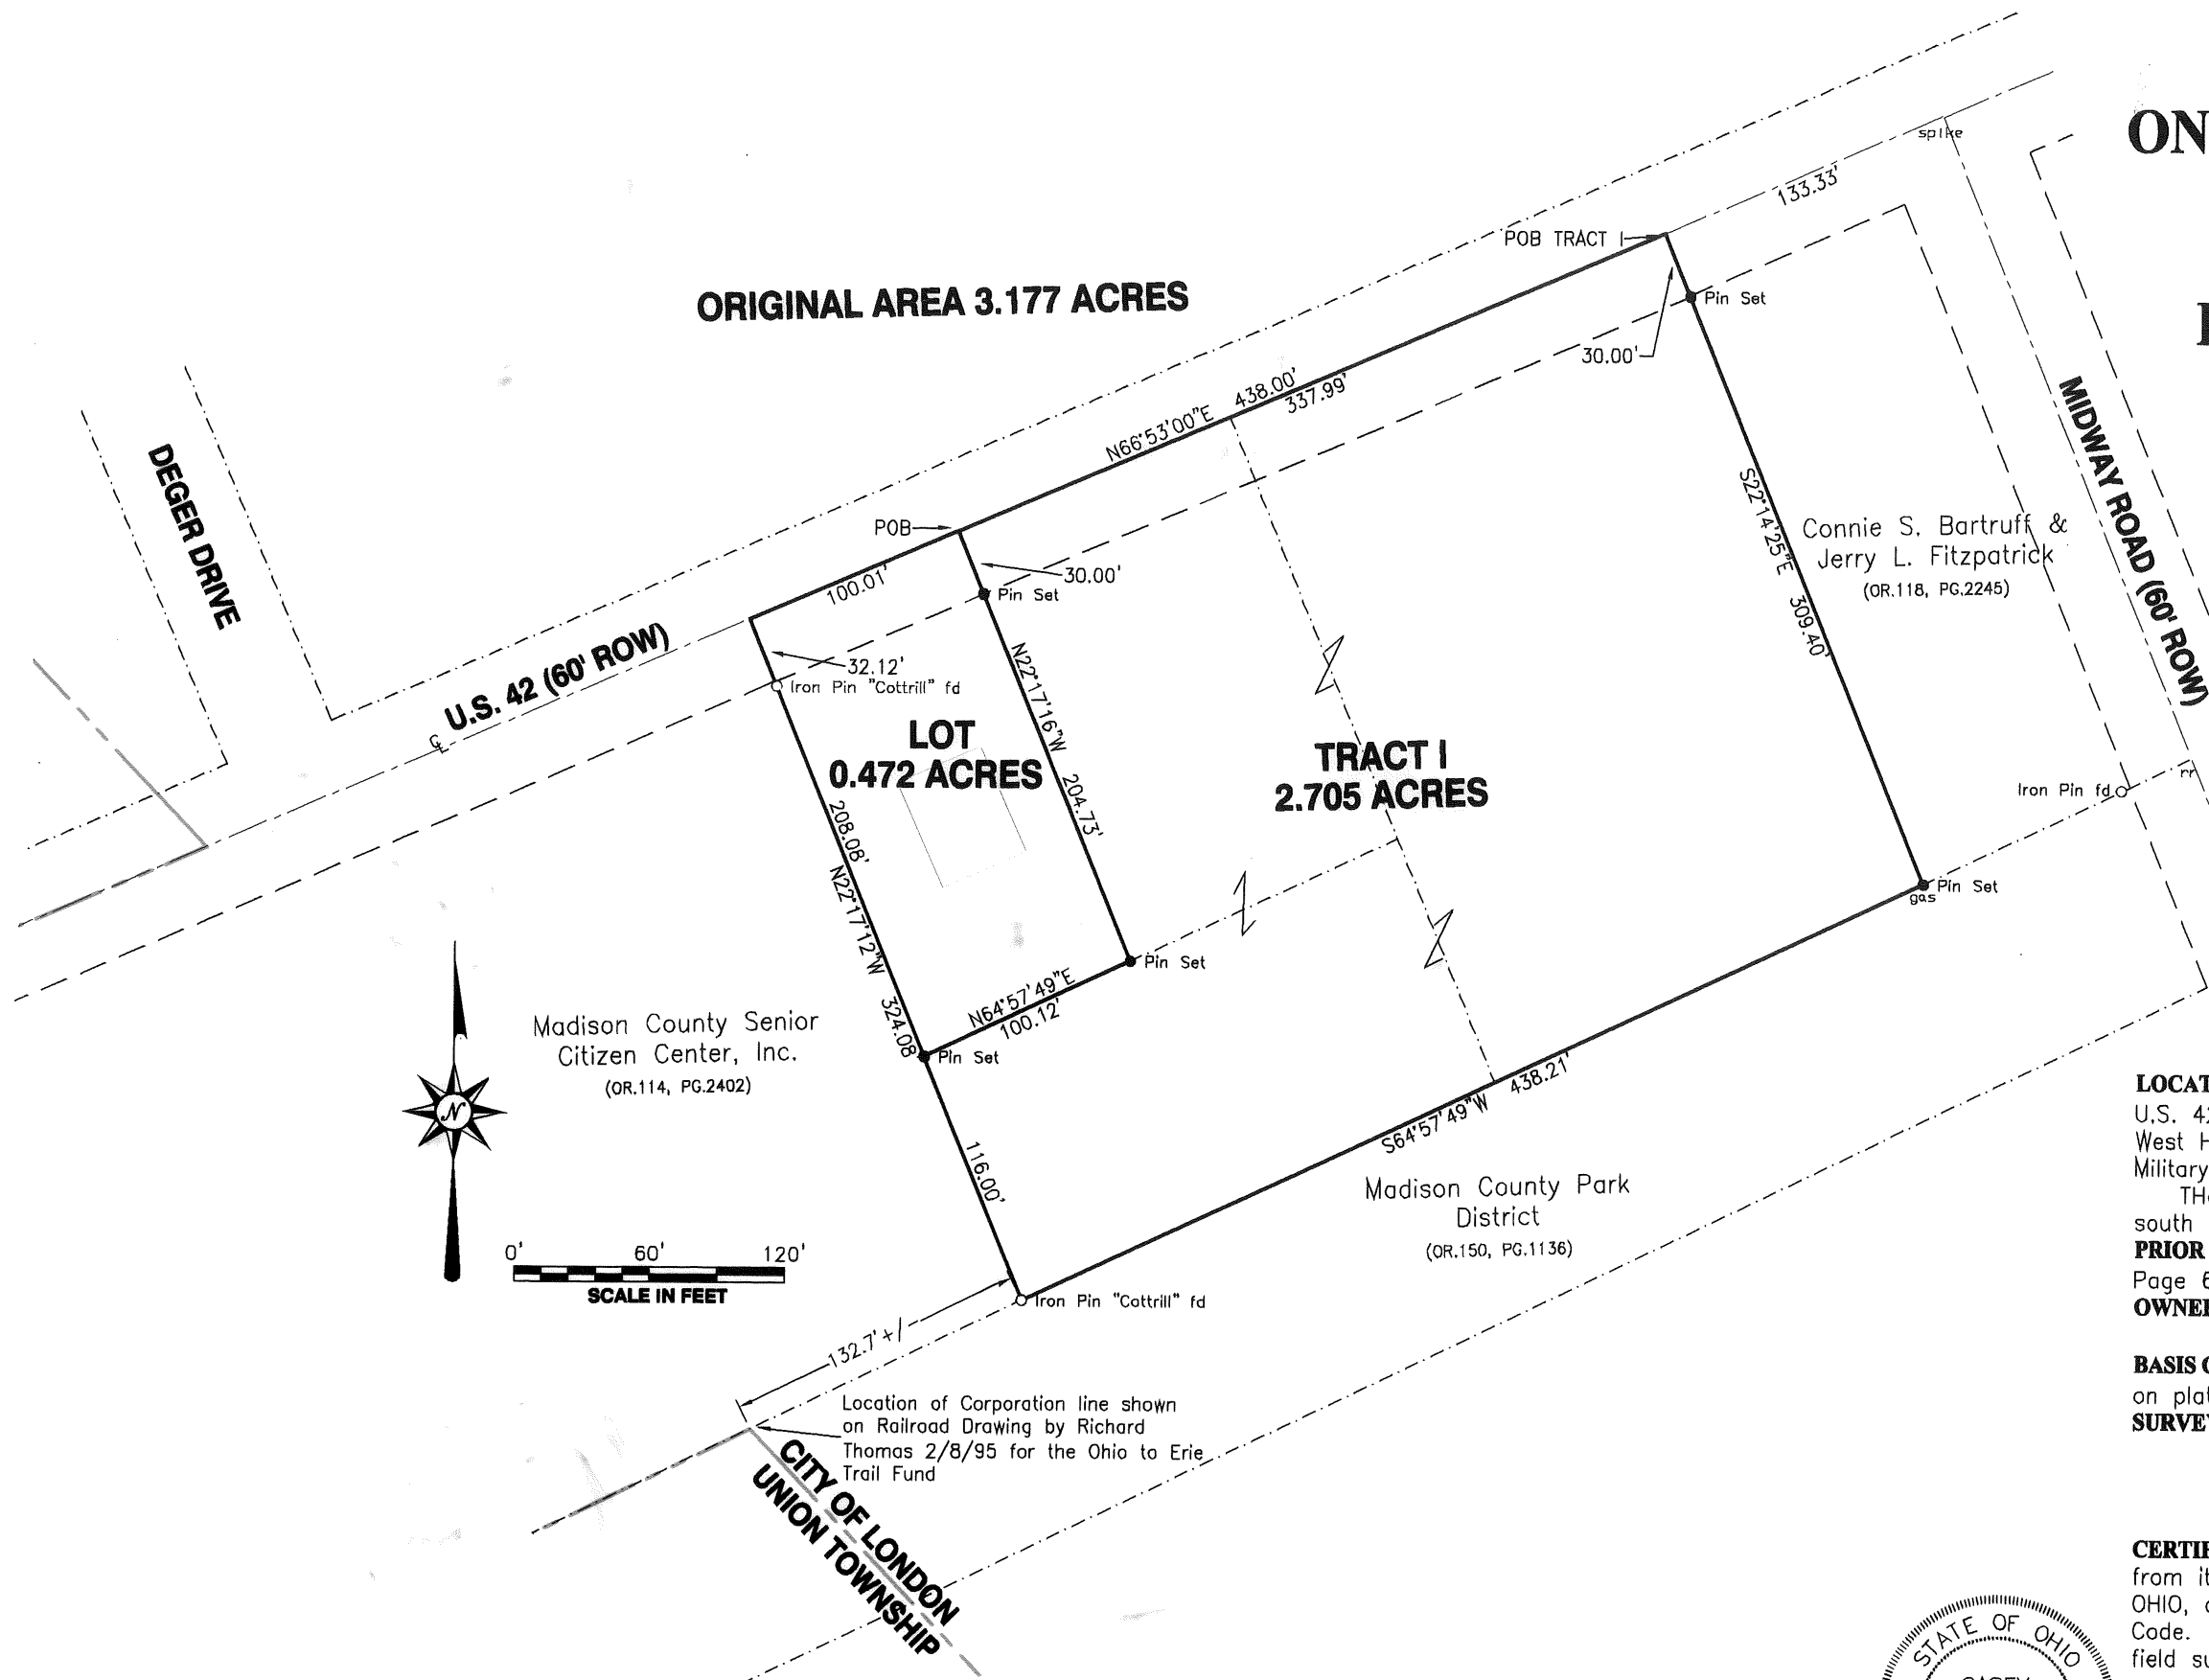 ON
spike
133.33'
POB TRACT I
ORIGINAL AREA 3.177 ACRES
Pin Set
30.00'
438.00'
337.99'
N66°53'00"E
MIDWAY ROAD (60' ROW)
DEGER DRIVE
S22°14'25"E
309.40'
Connie S. Bartruff &
Jerry L. Fitzpatrick
(OR.118, PG.2245)
POB
30.00'
100.01'
Pin Set
U.S. 42 (60' ROW)
32.12'
Iron Pin "Cottrill" fd
N22°17'16"W
204.73'
LOT
0.472 ACRES
TRACT I
2.705 ACRES
rr
Iron Pin fd
208.08'
N22°17'12"W
324.08
Pin Set
gas
Pin Set
N64°57'49"E
100.12'
Pin Set
Madison County Senior
Citizen Center, Inc.
(OR.114, PG.2402)
N
438.21'
S64°57'49"W
116.00'
Madison County Park
District
(OR.150, PG.1136)
0' 60' 120'
SCALE IN FEET
Iron Pin "Cottrill" fd
132.7'+/
Location of Corporation line shown
on Railroad Drawing by Richard
Thomas 2/8/95 for the Ohio to Erie
Trail Fund
CITY OF LONDON
UNION TOWNSHIP
LOCAT
U.S. 42
West H
Military
TH
south
PRIOR
Page 6
OWNE
BASIS
on plat
SURVE
CERTIF
from it
OHIO,
Code.
field su
STATE OF OHIO
CASEY